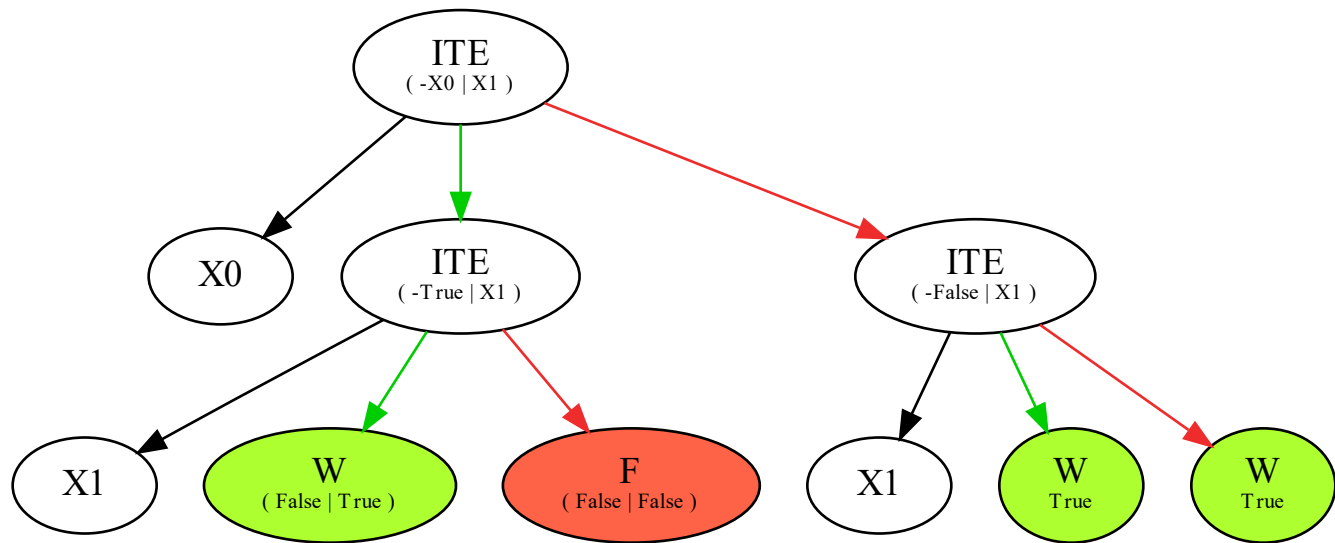 ITE
( -X0 | X1 )
X0
ITE
( -True | X1 )
ITE
( -False | X1 )
X1
W
( False | True )
F
( False | False )
X1
W
True
W
True